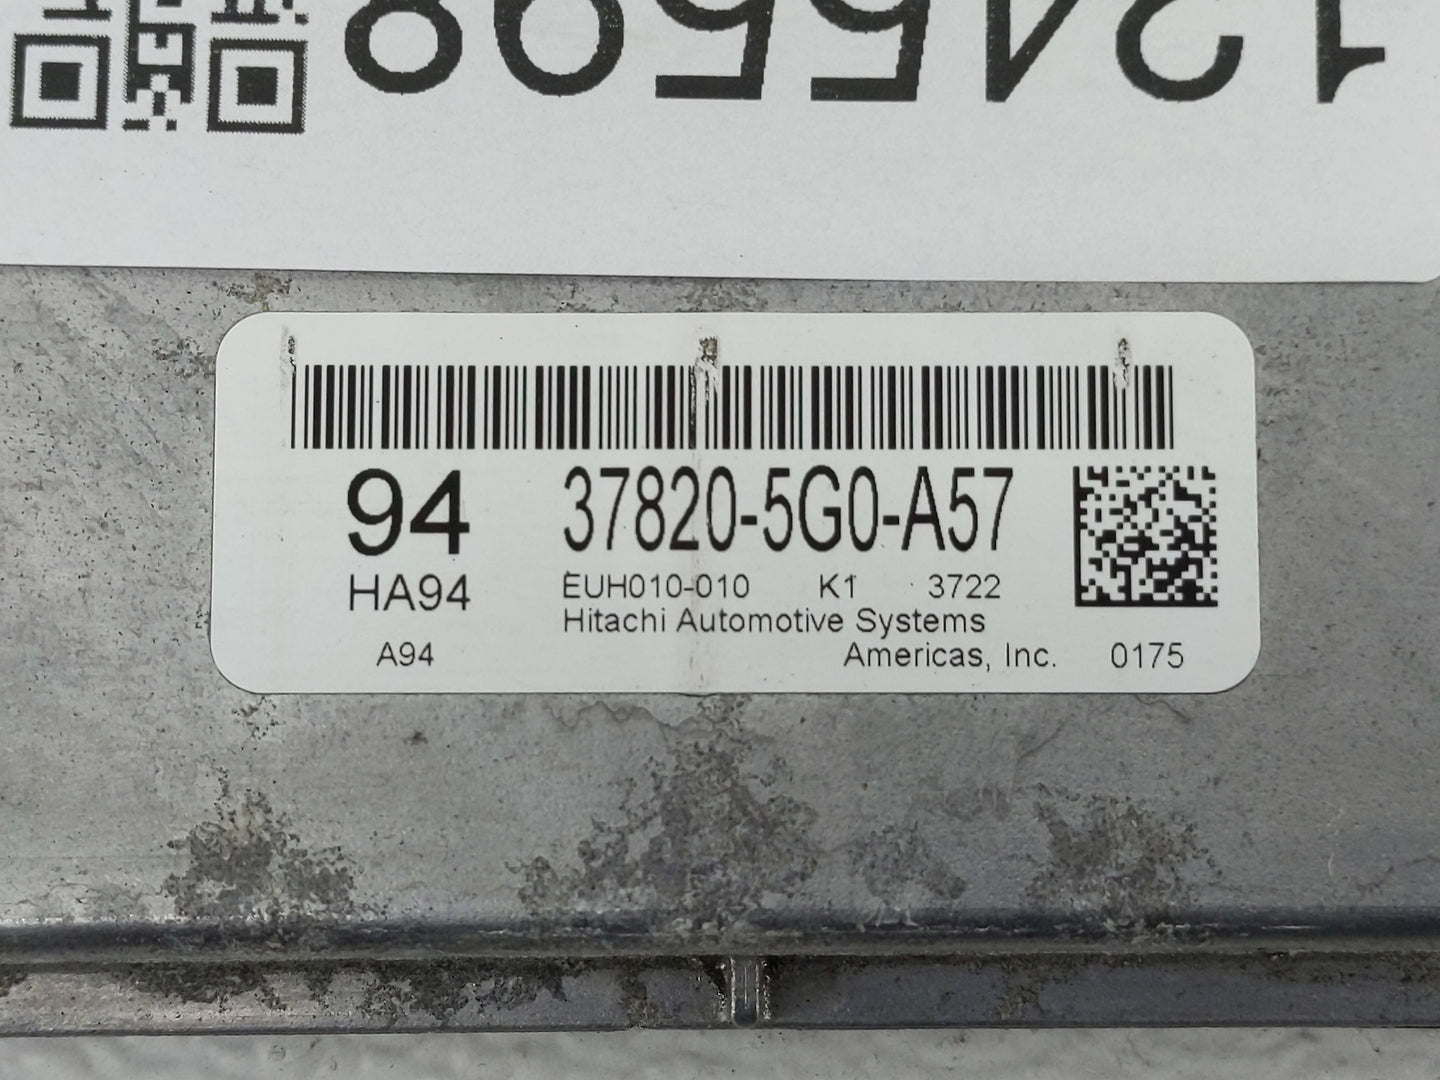 94 37820-5G0-A57
HA94 EUH010-010 K1 3722
Hitachi Automotive Systems
A94 Americas, Inc. 0175